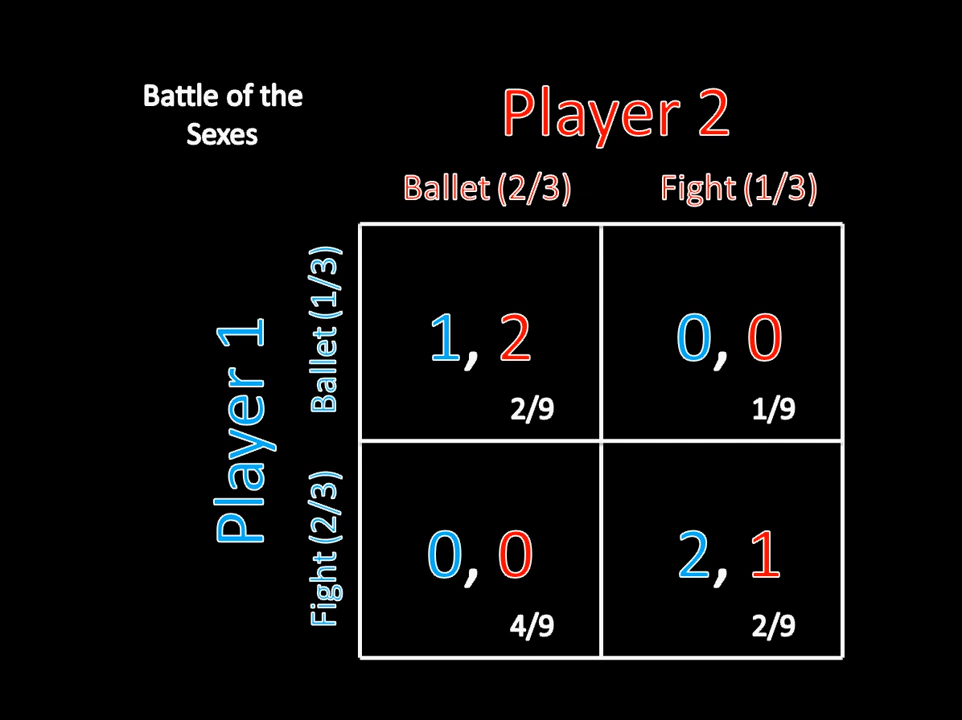 Battle of the
Sexes
Player 2
Ballet (2/3)
Fight (1/3)
Player 1
Ballet (1/3)
1, 2
2/9
0, 0
1/9
Fight (2/3)
0, 0
4/9
2, 1
2/9